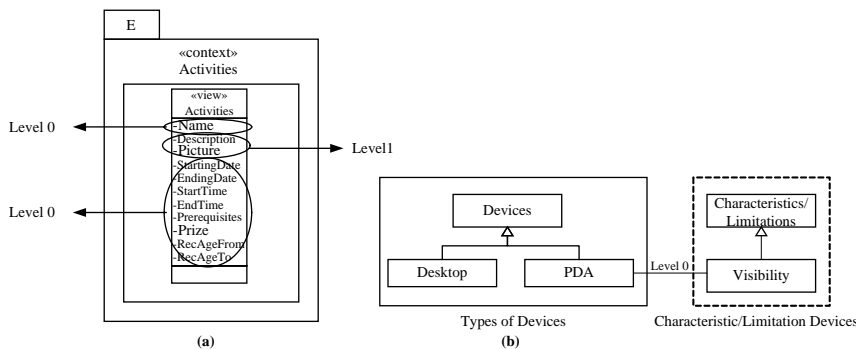 E
«context»
Activities
«view»
Activities
-Name
-Description
-Picture
-StartingDate
-EndingDate
-StartTime
-EndTime
-Prerequisites
-Prize
-RecAgeFrom
-RecAgeTo
Level 0
Level1
Level 0
(a)
Devices
Desktop
PDA
Level 0
Characteristics/
Limitations
Visibility
Types of Devices
Characteristic/Limitation Devices
(b)